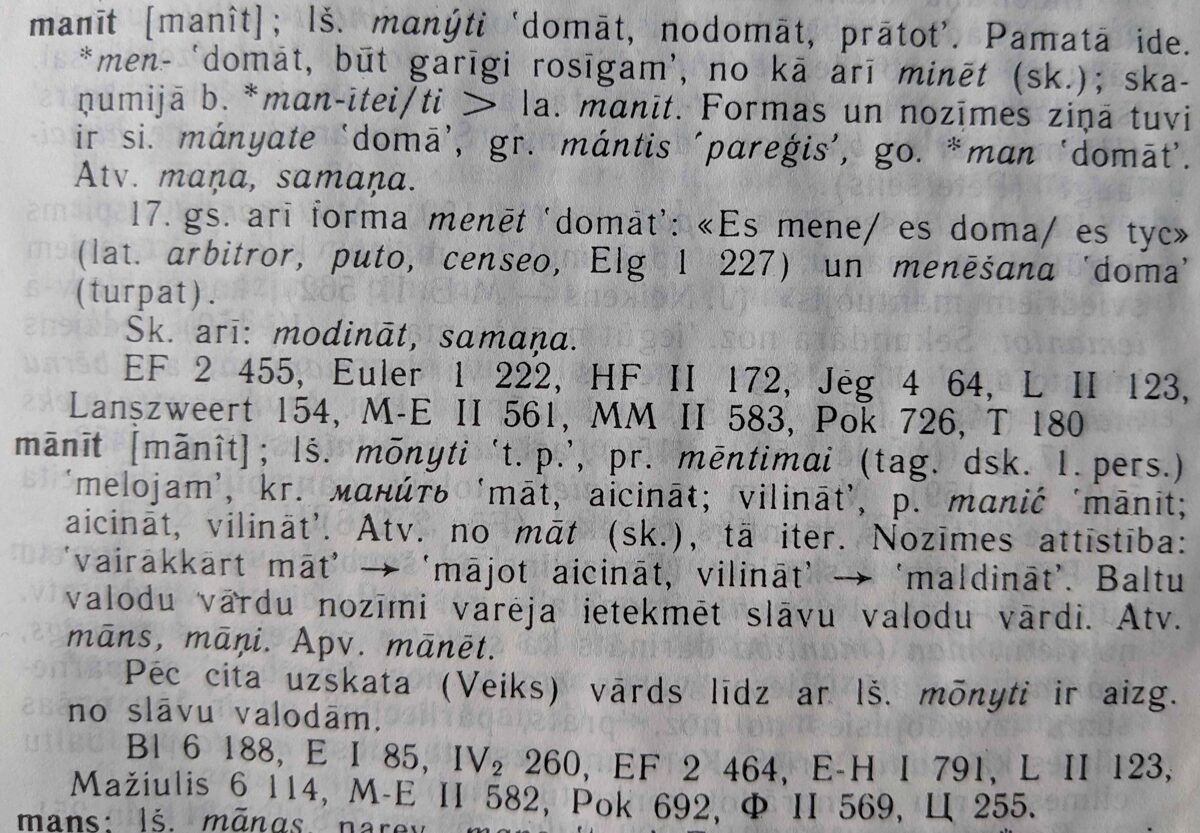 manīt [manît]; lš. manýti ‘domāt, nodomāt, prātot’. Pamatā ide.
*men- ‘domāt, būt garīgi rosīgam’, no kā arī minēt (sk.); ska-
ņumijā b. *man-ītei/ti > la. manīt. Formas un nozīmes ziņā tuvi
ir si. mányate ‘domā’, gr. mántis ‘pareģis’, go. *man ‘domāt’.
Atv. maņa, samaņa.
17. gs. arī forma menēt ‘domāt’: «Es mene/ es doma/ es tyc»
(lat. arbitror, puto, censeo, Elg 1 227) un menēšana ‘doma’
(turpat).
Sk. arī: modināt, samaņa.
EF 2 455, Euler 1 222, HF II 172, Jēg 4 64, L II 123,
Lanszweert 154, M-E II 561, MM II 583, Pok 726, T 180
mānīt [mãnît]; lš. mōnyti ‘t. p.’, pr. mēntimai (tag. dsk. 1. pers.)
‘melojam’, kr. мани́ть ‘māt, aicināt; vilināt’, p. manić ‘mānīt;
aicināt, vilināt’. Atv. no māt (sk.), tā iter. Nozīmes attīstība:
‘vairākkārt māt’ → ‘mājot aicināt, vilināt’ → ‘maldināt’. Baltu
valodu vārdu nozīmi varēja ietekmēt slāvu valodu vārdi. Atv.
māns, māņi. Apv. mānēt.
Pēc cita uzskata (Veiks) vārds līdz ar lš. mōnyti ir aizg.
no slāvu valodām.
Bl 6 188, E I 85, IV₂ 260, EF 2 464, E-H I 791, L II 123,
Mažiulis 6 114, M-E II 582, Pok 692, Ф II 569, Ц 255.
mans; lš. mānas, narev.